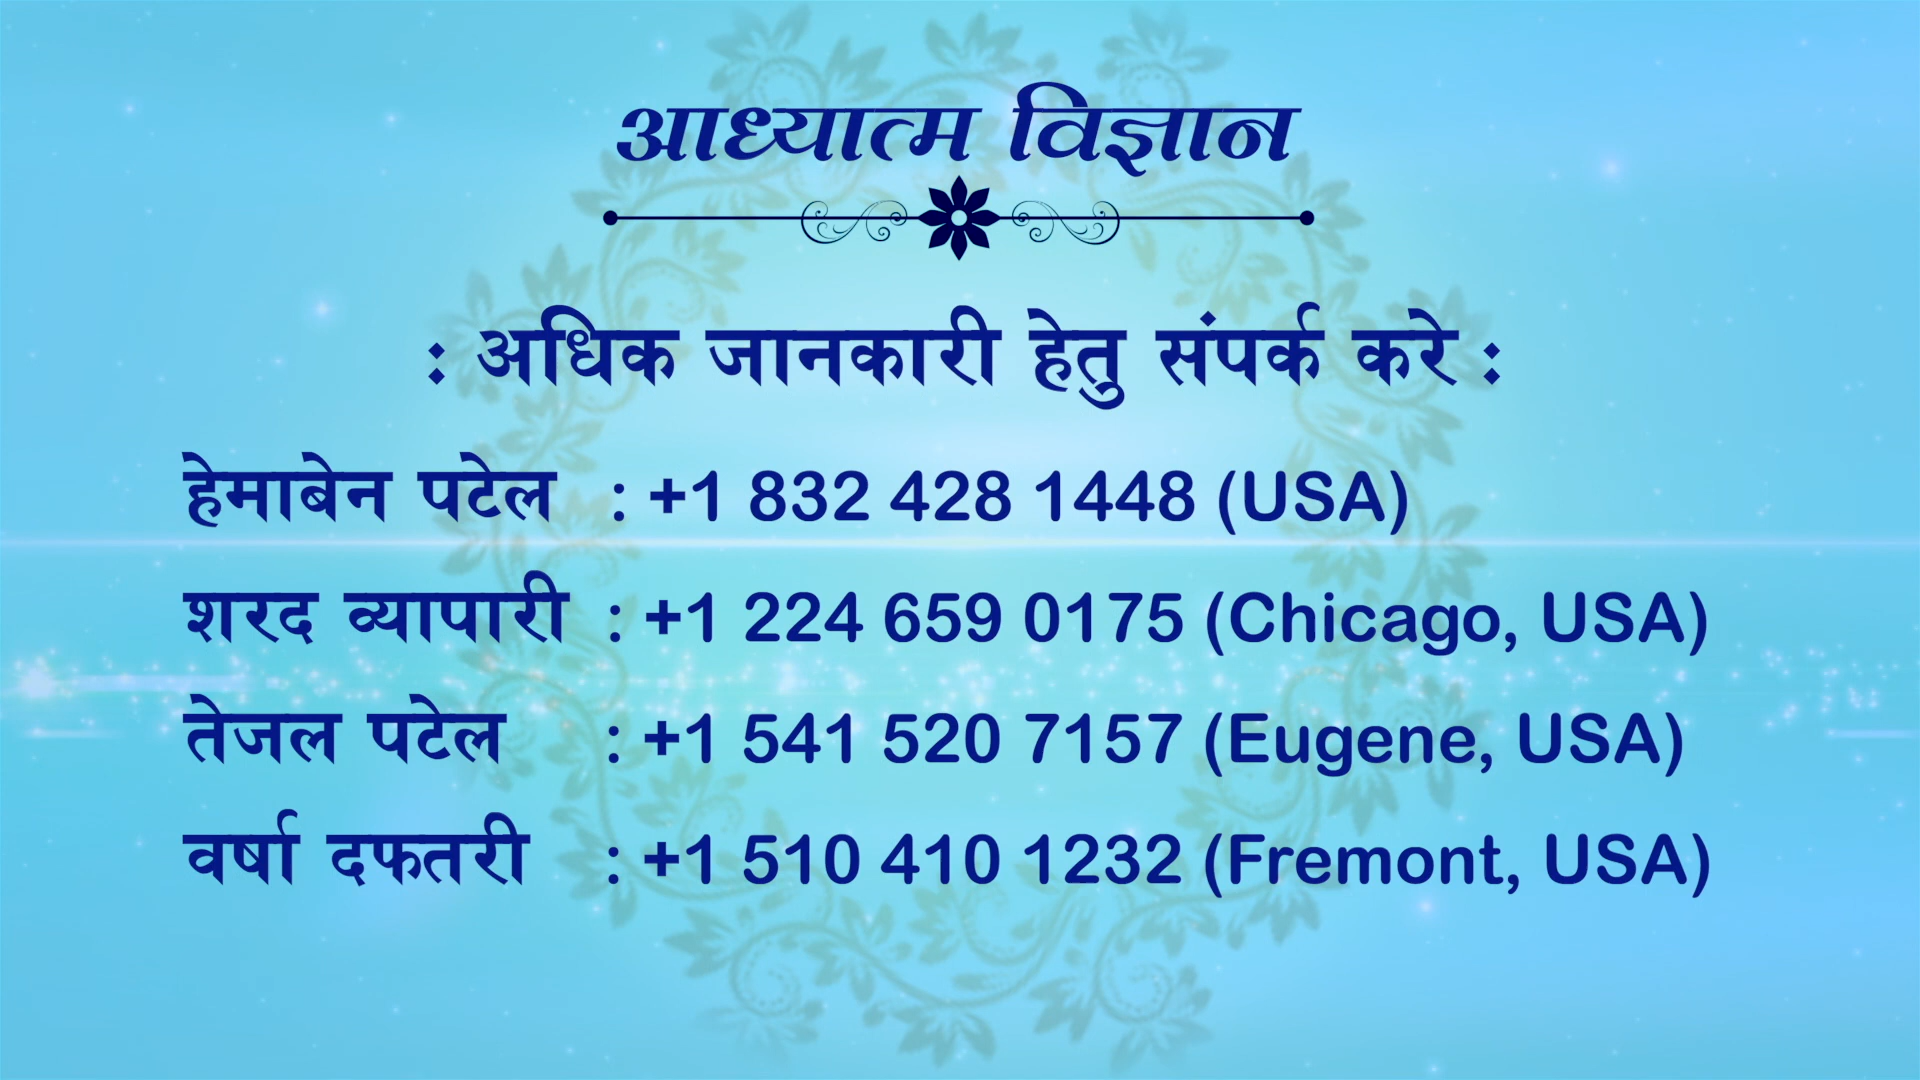 आध्यात्म विज्ञान
: अधिक जानकारी हेतु संपर्क करे :
हेमाबेन पटेल : +1 832 428 1448 (USA)
शरद व्यापारी : +1 224 659 0175 (Chicago, USA)
तेजल पटेल : +1 541 520 7157 (Eugene, USA)
वर्षा दफतरी : +1 510 410 1232 (Fremont, USA)